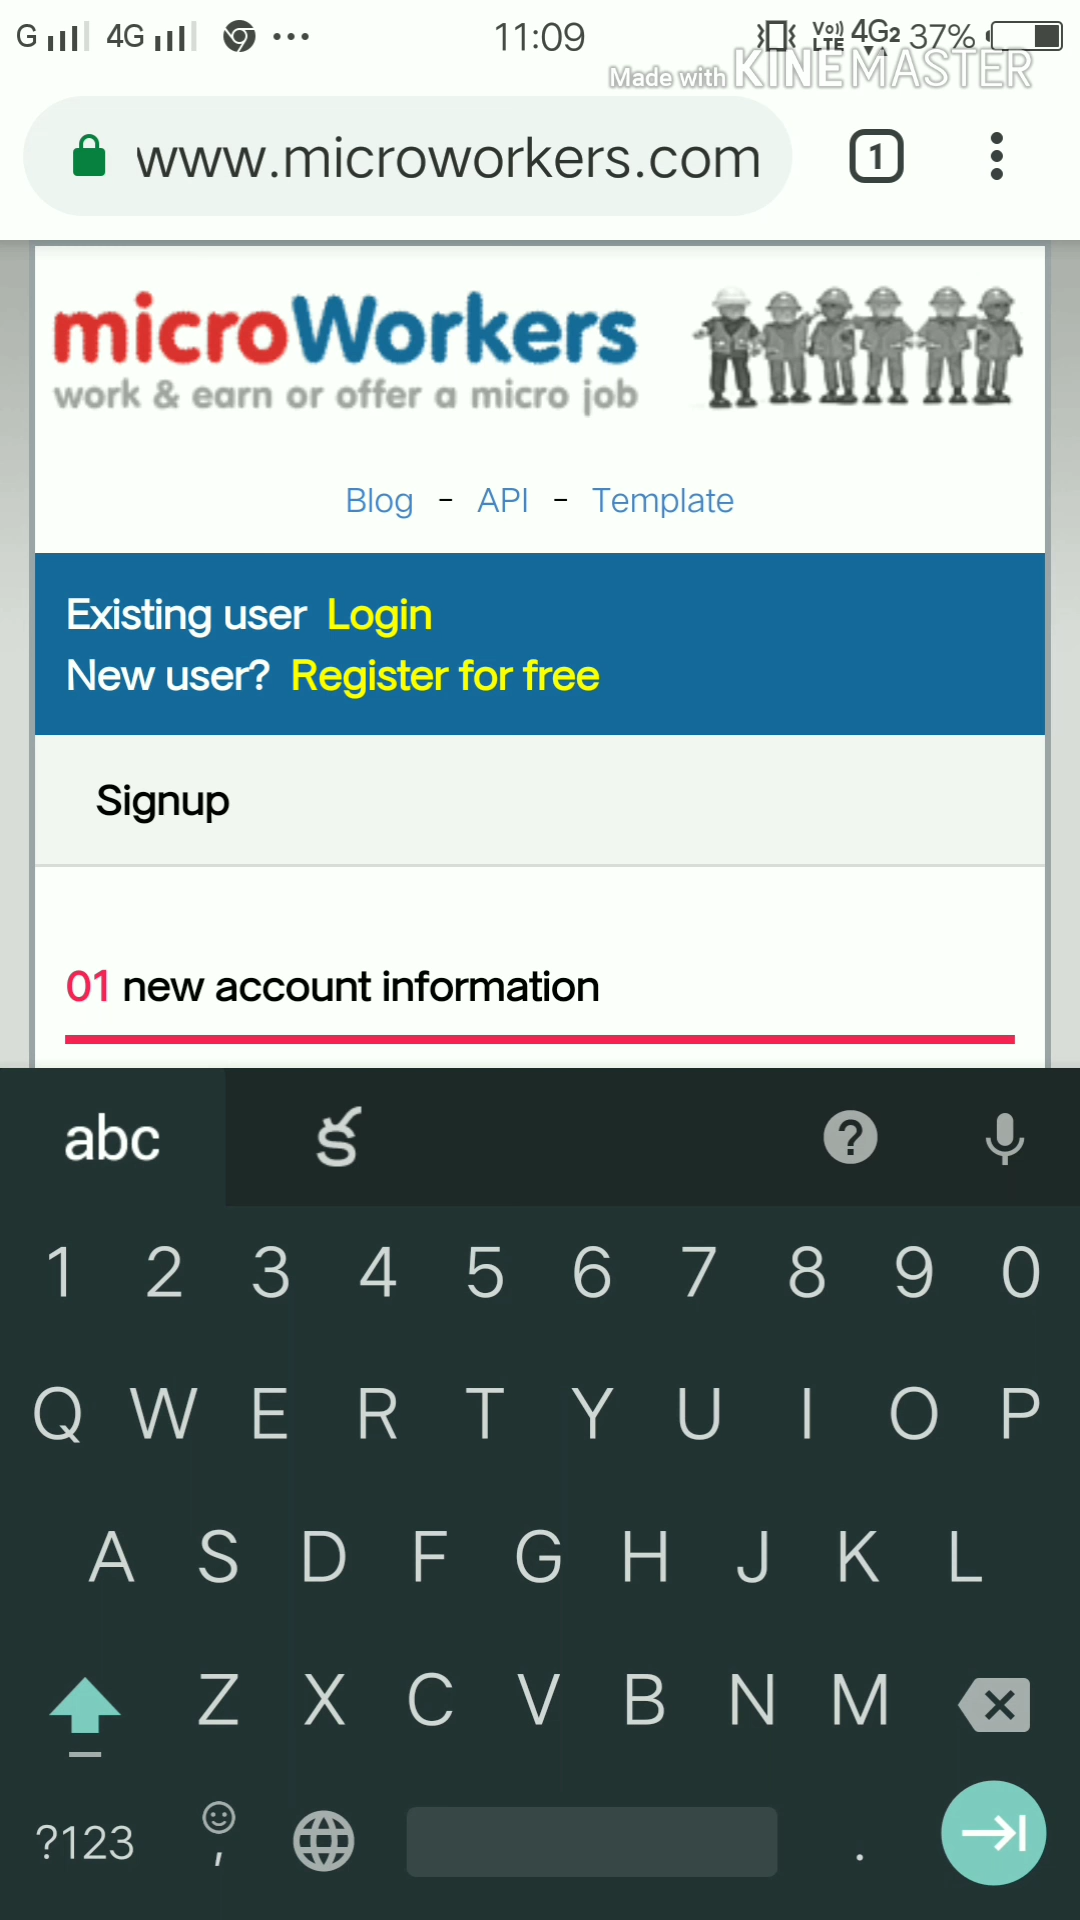 G 4G 11:09 Vo)) LTE 4G2 37%
Made with KINEMASTER
www.microworkers.com 1
microWorkers
work & earn or offer a micro job
Blog - API - Template
Existing user Login
New user? Register for free
Signup
01 new account information
abc ? 
1 2 3 4 5 6 7 8 9 0
Q W E R T Y U I O P
A S D F G H J K L
Z X C V B N M
?123 , .